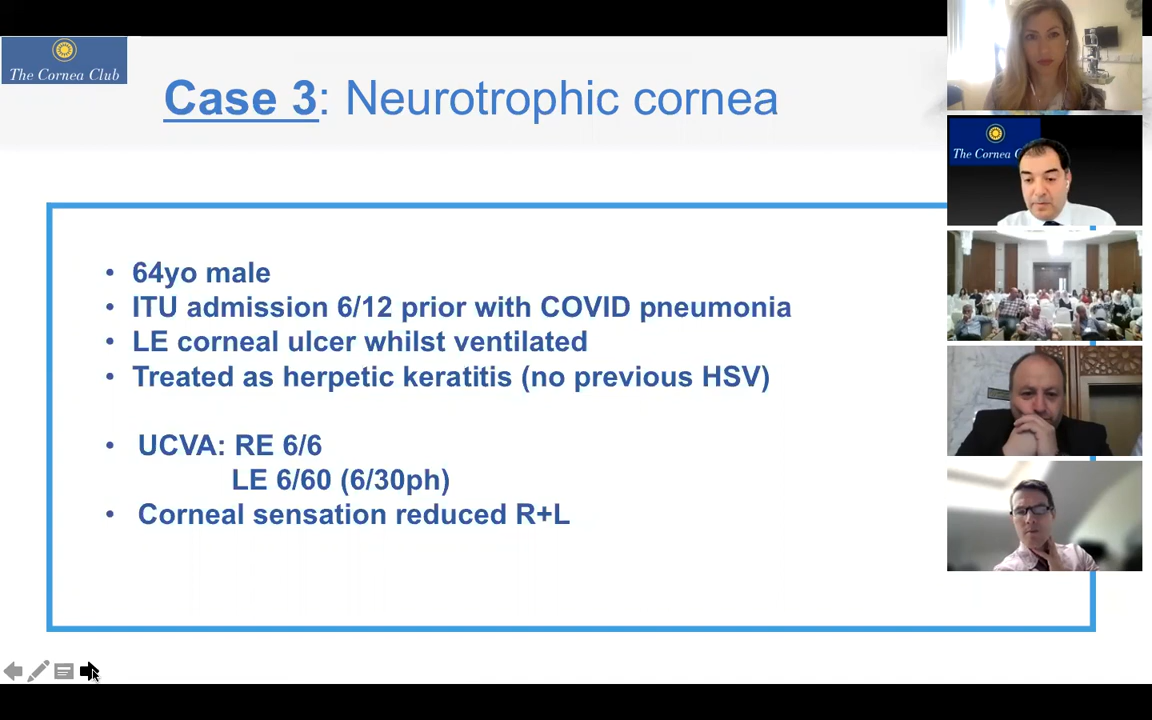 The Cornea Club
Case 3: Neurotrophic cornea
The Cornea C
• 64yo male
• ITU admission 6/12 prior with COVID pneumonia
• LE corneal ulcer whilst ventilated
• Treated as herpetic keratitis (no previous HSV)
• UCVA: RE 6/6
LE 6/60 (6/30ph)
• Corneal sensation reduced R+L